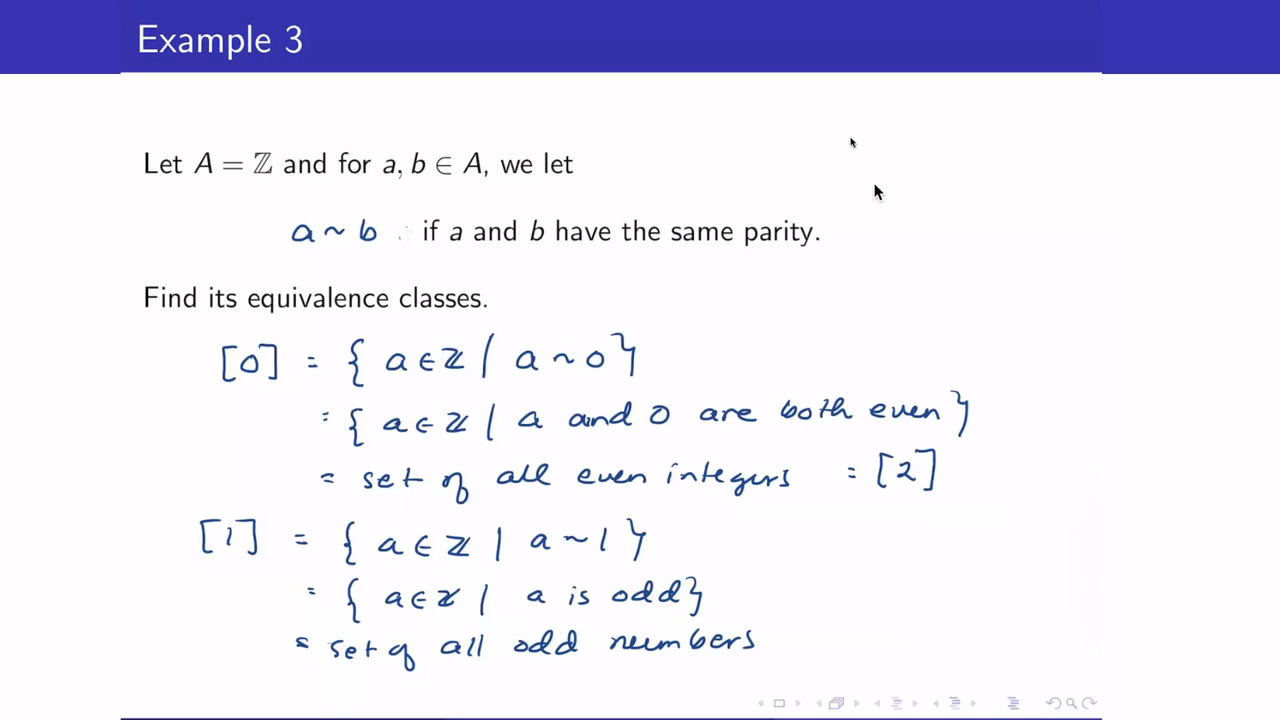 Example 3
Let A = ℤ and for a, b ∈ A, we let
a ~ b if a and b have the same parity.
Find its equivalence classes.
[0] = { a ∈ ℤ | a ~ 0 }
= { a ∈ ℤ | a and 0 are both even }
= set of all even integers = [2]
[1] = { a ∈ ℤ | a ~ 1 }
= { a ∈ ℤ | a is odd }
= set of all odd numbers